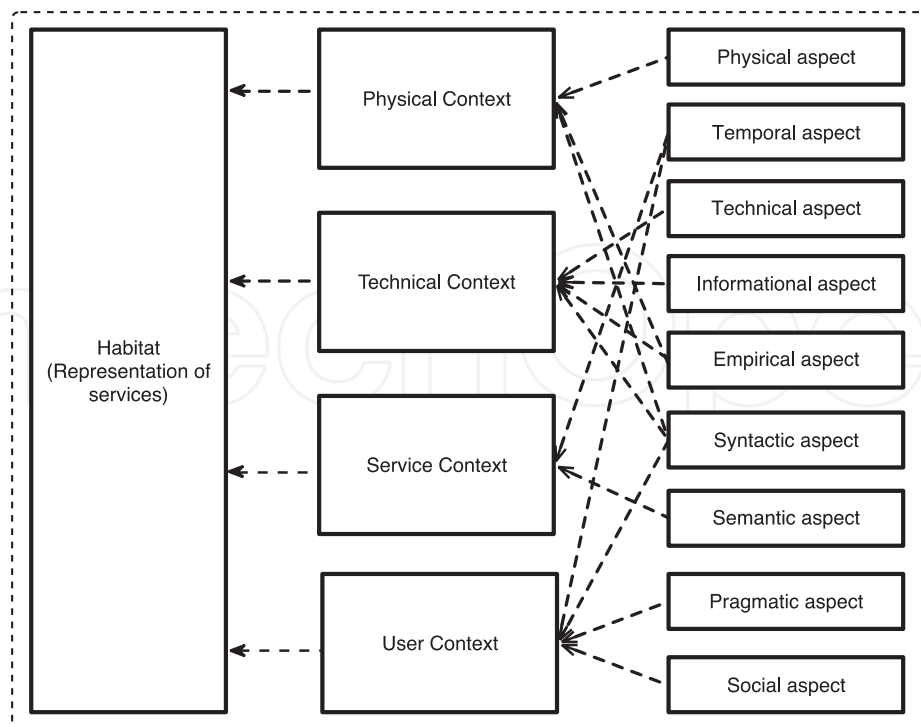 Habitat
(Representation of
services)
Physical Context
Technical Context
Service Context
User Context
Physical aspect
Temporal aspect
Technical aspect
Informational aspect
Empirical aspect
Syntactic aspect
Semantic aspect
Pragmatic aspect
Social aspect